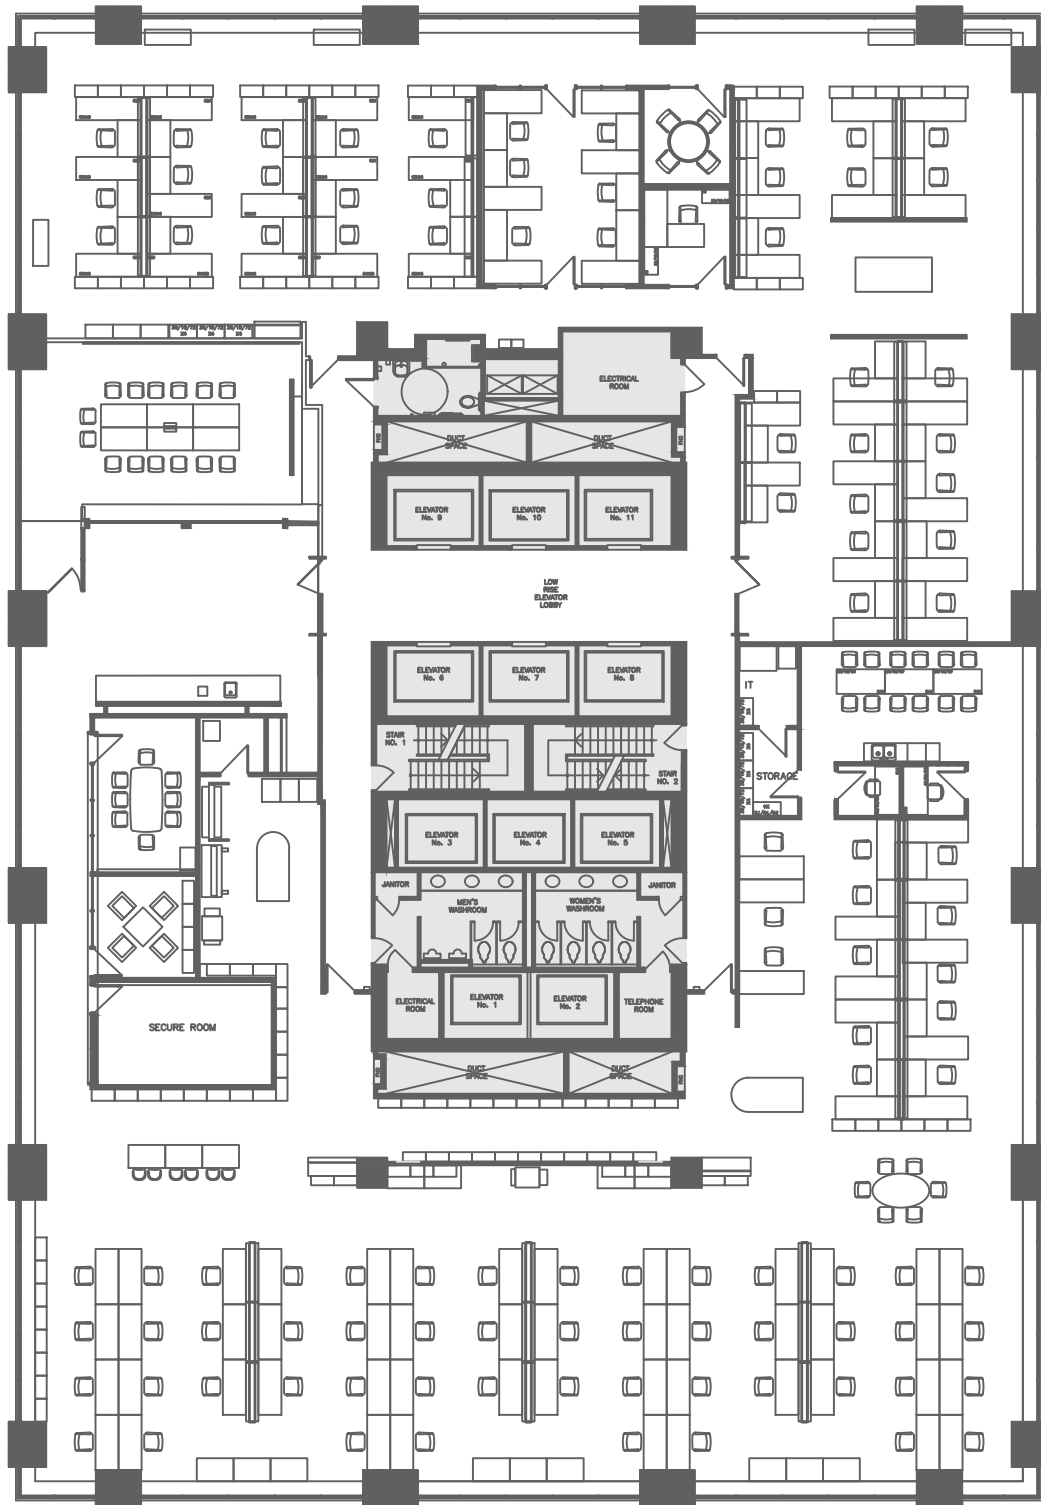 ELECTRICAL
ROOM
DUCT
SPACE
DUCT
SPACE
ELEVATOR
No. 9
ELEVATOR
No. 10
ELEVATOR
No. 11
LOW
RISE
ELEVATOR
LOBBY
ELEVATOR
No. 6
ELEVATOR
No. 7
ELEVATOR
No. 8
IT
STAIR
NO. 1
STAIR
NO. 2
STORAGE
ELEVATOR
No. 3
ELEVATOR
No. 4
ELEVATOR
No. 5
JANITOR
JANITOR
MEN'S
WASHROOM
WOMEN'S
WASHROOM
ELECTRICAL
ROOM
ELEVATOR
No. 1
ELEVATOR
No. 2
TELEPHONE
ROOM
SECURE ROOM
DUCT
SPACE
DUCT
SPACE